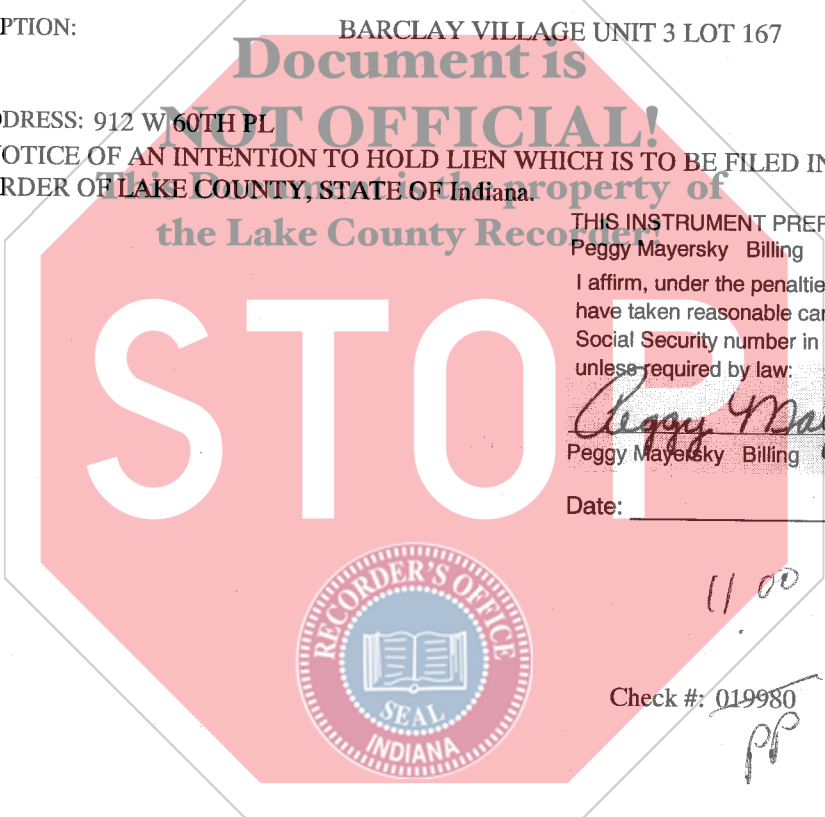 PTION: BARCLAY VILLAGE UNIT 3 LOT 167
Document is
NOT OFFICIAL!
DDRESS: 912 W 60TH PL
NOTICE OF AN INTENTION TO HOLD LIEN WHICH IS TO BE FILED IN
RDER OF LAKE COUNTY, STATE OF Indiana.
This Document is the property of
the Lake County Recorder!
THIS INSTRUMENT PREP
Peggy Mayersky Billing
I affirm, under the penaltie
have taken reasonable car
Social Security number in
unless required by law:
STOP
Peggy Ma
Peggy Mayersky Billing
Date:
11 00
RECORDER'S OFFICE
SEAL
INDIANA
Check #: 019980
PP